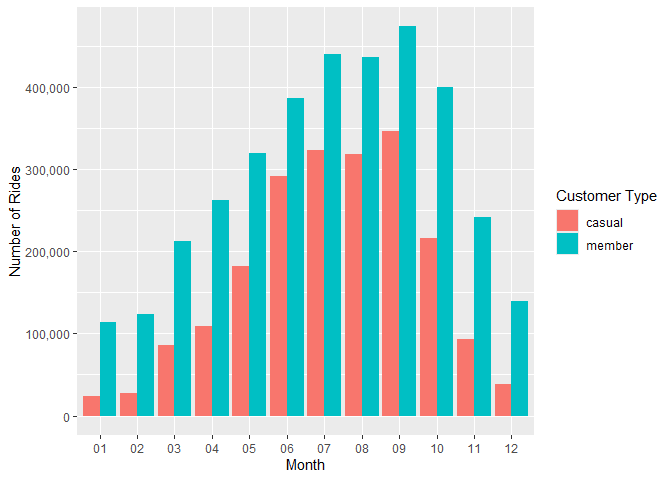 400,000
300,000
200,000
100,000
0
Number of Rides
01 02 03 04 05 06 07 08 09 10 11 12
Month
Customer Type
casual
member